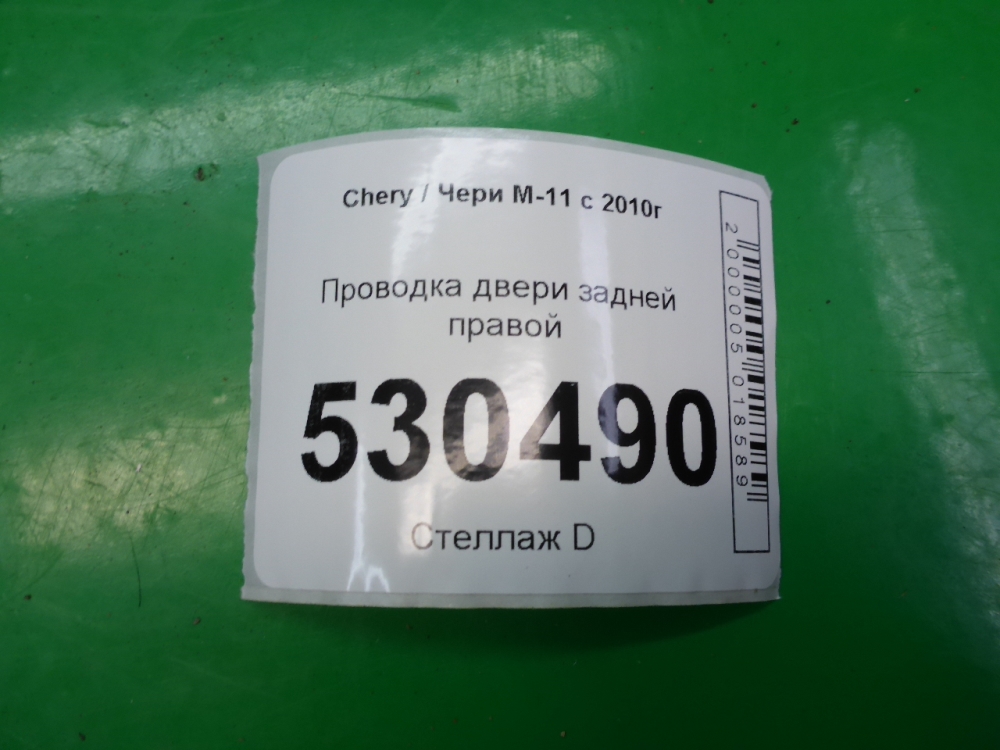 Chery / Чери М-11 с 2010г
Проводка двери задней
правой
530490
Стеллаж D
2000005018589